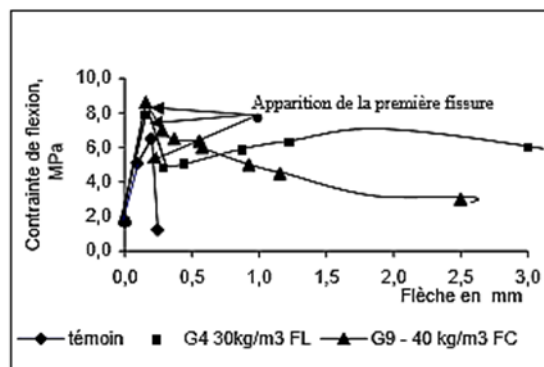 Contrainte de flexion,
MPa
10,0
8,0
6,0
4,0
2,0
0,0
Apparition de la première fissure
0,0 0,5 1,0 1,5 2,0 2,5 3,0
Flèche en mm
témoin G4 30kg/m3 FL G9 - 40 kg/m3 FC